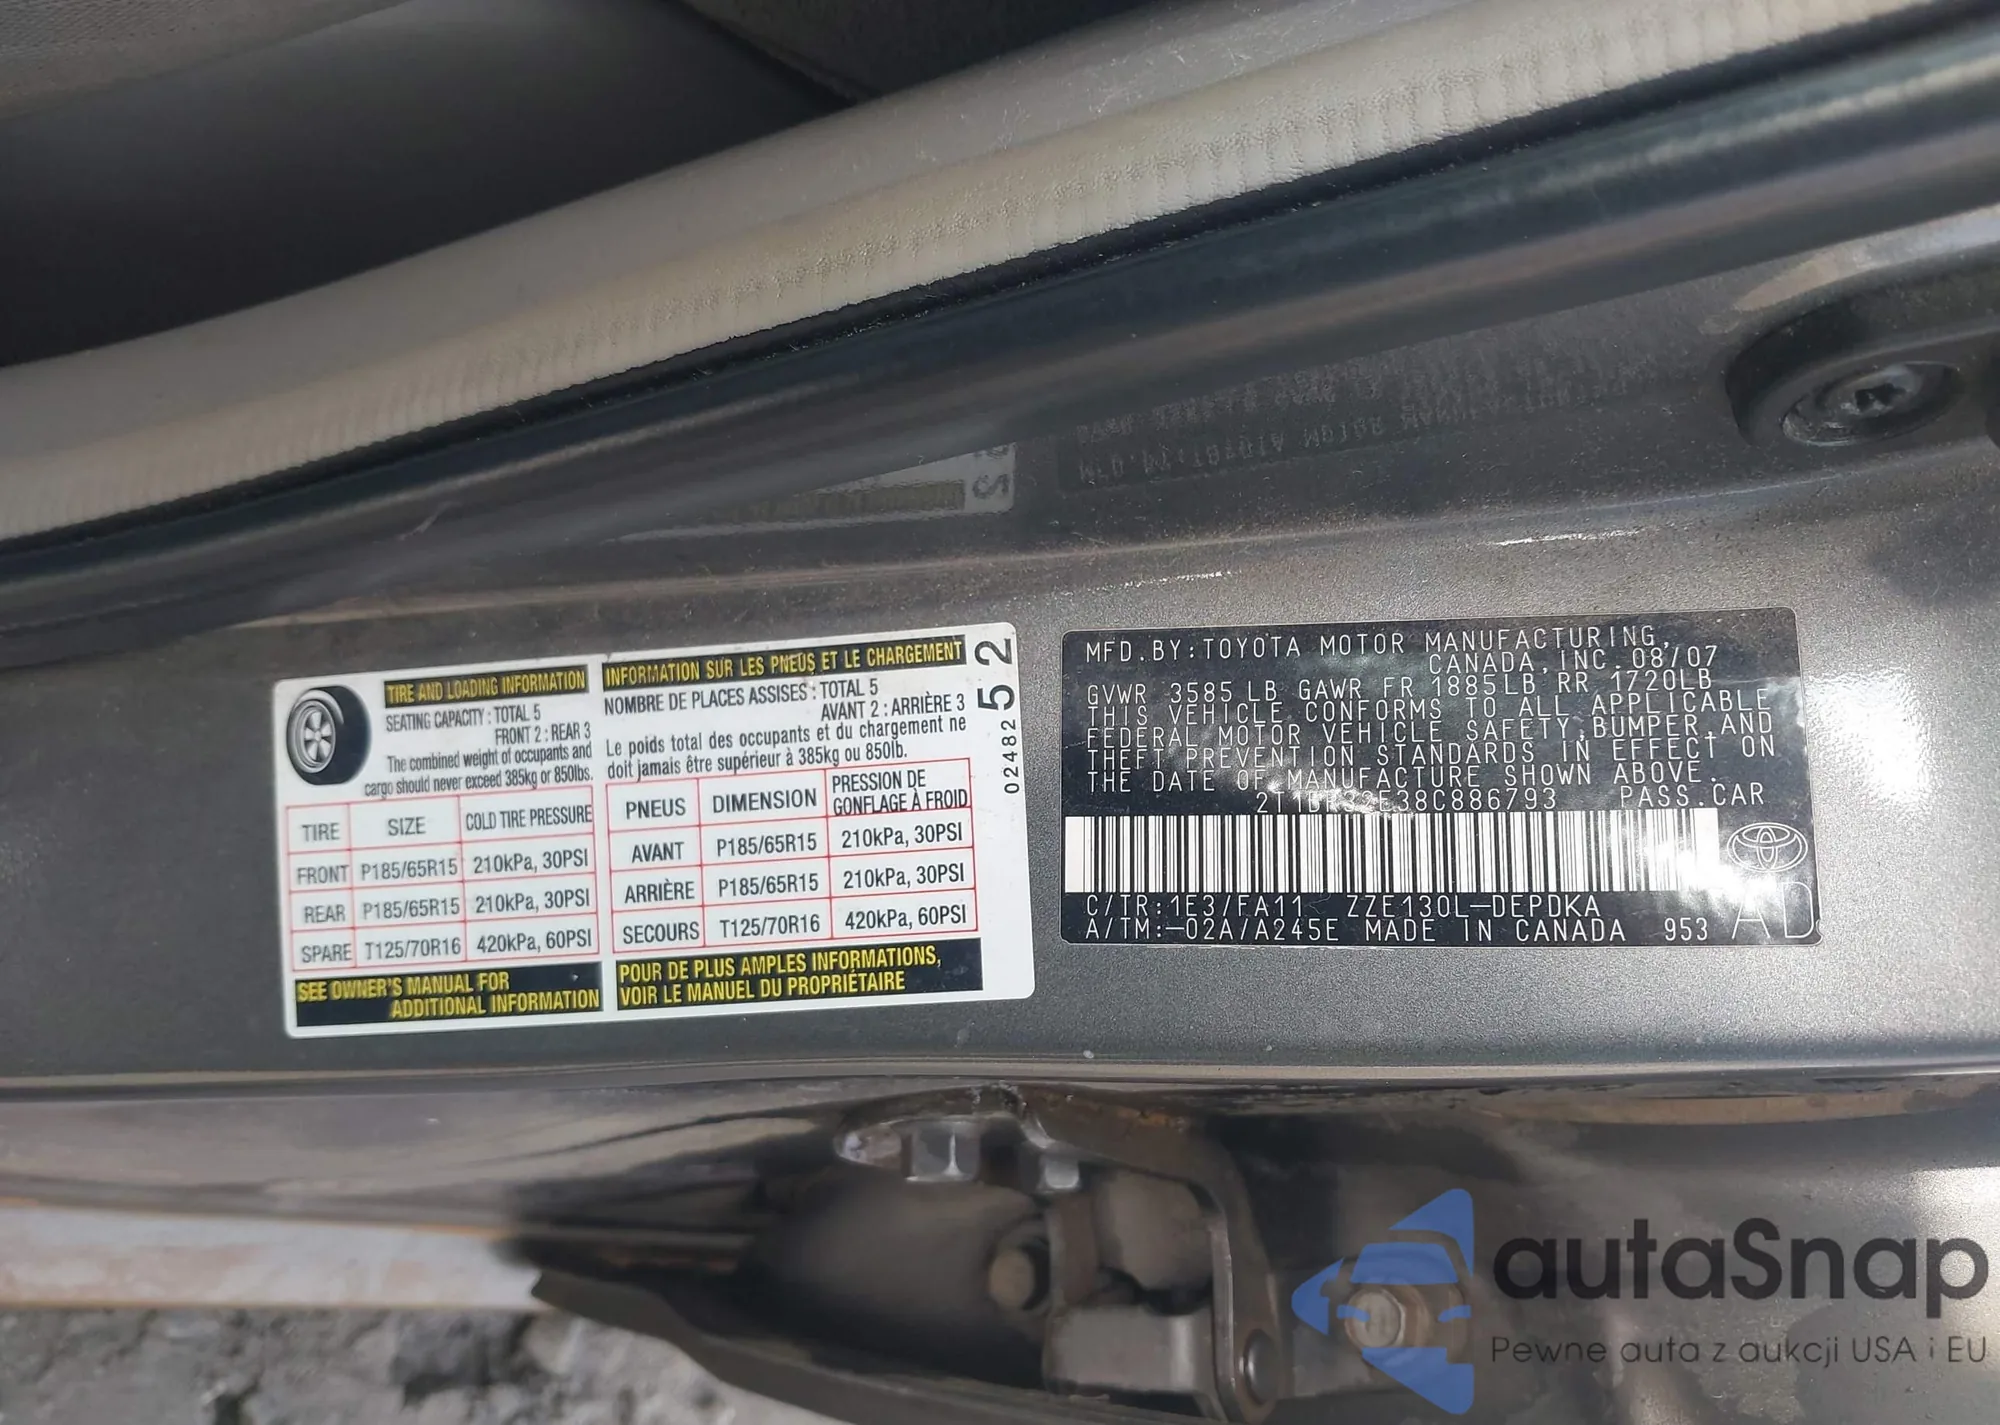 TIRE AND LOADING INFORMATION
SEATING CAPACITY : TOTAL 5
FRONT 2 : REAR 3
The combined weight of occupants and
cargo should never exceed 385kg or 850lbs.
TIRE SIZE COLD TIRE PRESSURE
FRONT P185/65R15 210kPa, 30PSI
REAR P185/65R15 210kPa, 30PSI
SPARE T125/70R16 420kPa, 60PSI
SEE OWNER'S MANUAL FOR
ADDITIONAL INFORMATION
INFORMATION SUR LES PNEUS ET LE CHARGEMENT
NOMBRE DE PLACES ASSISES : TOTAL 5
AVANT 2 : ARRIÈRE 3
Le poids total des occupants et du chargement ne
doit jamais être supérieur à 385kg ou 850lb.
PNEUS DIMENSION PRESSION DE
GONFLAGE À FROID
AVANT P185/65R15 210kPa, 30PSI
ARRIÈRE P185/65R15 210kPa, 30PSI
SECOURS T125/70R16 420kPa, 60PSI
POUR DE PLUS AMPLES INFORMATIONS,
VOIR LE MANUEL DU PROPRIÉTAIRE
02482 52
MFD.BY:TOYOTA MOTOR MANUFACTURING,
CANADA,INC.08/07
GVWR 3585LB GAWR FR 1885LB RR 1720LB
THIS VEHICLE CONFORMS TO ALL APPLICABLE
FEDERAL MOTOR VEHICLE SAFETY,BUMPER,AND
THEFT PREVENTION STANDARDS IN EFFECT ON
THE DATE OF MANUFACTURE SHOWN ABOVE.
PASS.CAR
C/TR:1E3/FA11 ZZE130L-DEPDKA
A/TM:-02A/A245E MADE IN CANADA 953
AD
autaSnap
Pewne auta z aukcji USA i EU